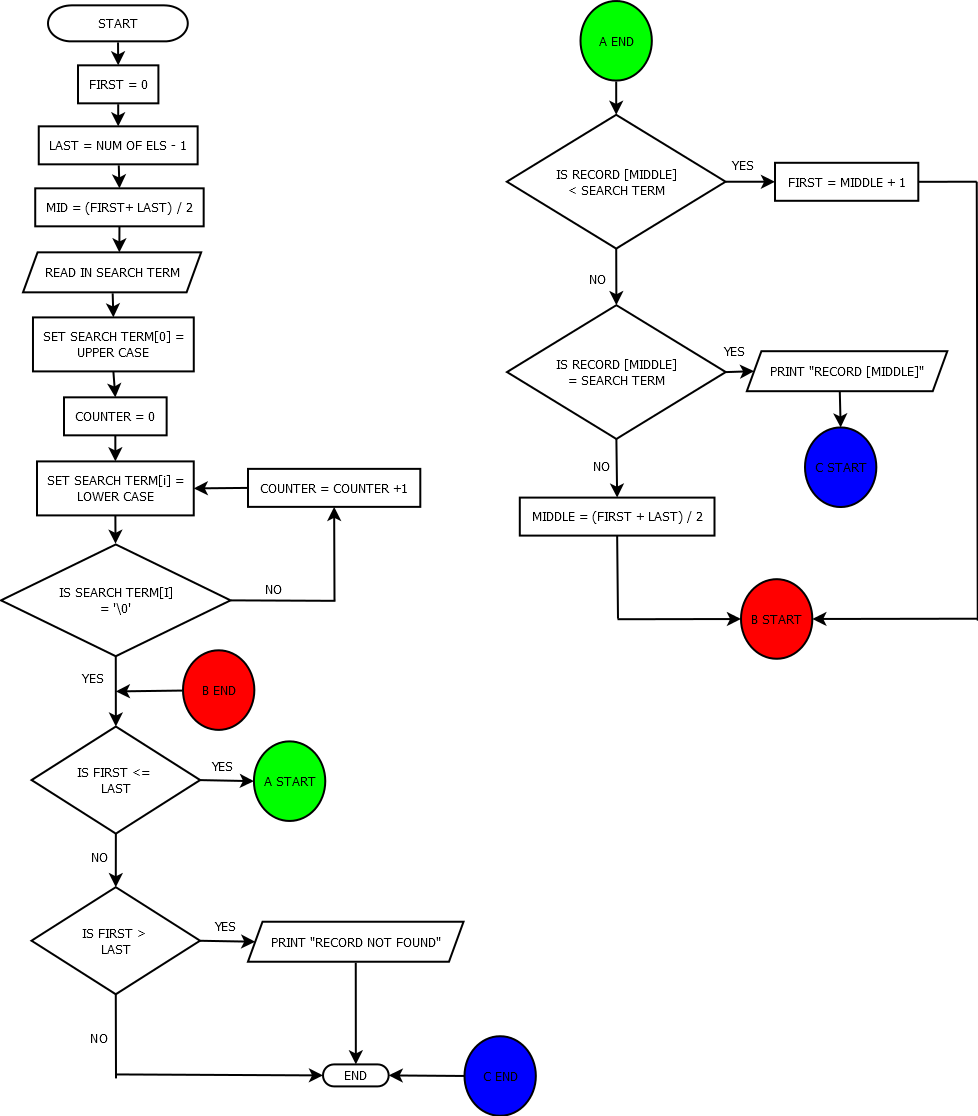 START
FIRST = 0
LAST = NUM OF ELS - 1
MID = (FIRST+ LAST) / 2
READ IN SEARCH TERM
SET SEARCH TERM[0] =
UPPER CASE
COUNTER = 0
SET SEARCH TERM[i] =
LOWER CASE
COUNTER = COUNTER +1
IS SEARCH TERM[I]
= '\0'
NO
YES
B END
IS FIRST <=
LAST
YES
A START
NO
IS FIRST >
LAST
YES
PRINT "RECORD NOT FOUND"
NO
END
C END
A END
IS RECORD [MIDDLE]
< SEARCH TERM
YES
FIRST = MIDDLE + 1
NO
IS RECORD [MIDDLE]
= SEARCH TERM
YES
PRINT "RECORD [MIDDLE]"
C START
NO
MIDDLE = (FIRST + LAST) / 2
B START